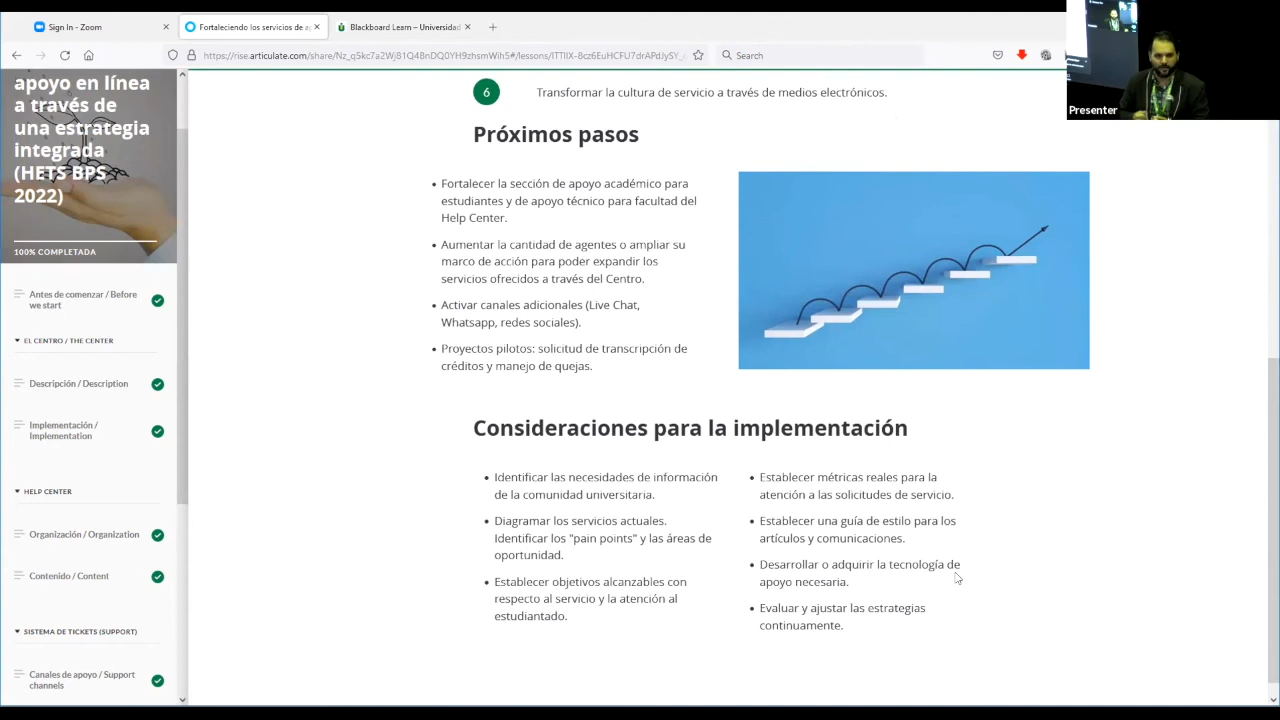 Sign In - Zoom
Fortaleciendo los servicios de a
Blackboard Learn – Universidad
Search
Presenter
apoyo en línea
a través de
una estrategia
integrada
(HETS BPS
2022)
100% COMPLETADA
Antes de comenzar / Before
we start
EL CENTRO / THE CENTER
Descripción / Description
Implementación /
Implementation
HELP CENTER
Organización / Organization
Contenido / Content
SISTEMA DE TICKETS (SUPPORT)
Canales de apoyo / Support
channels
6
Transformar la cultura de servicio a través de medios electrónicos.
Próximos pasos
• Fortalecer la sección de apoyo académico para
estudiantes y de apoyo técnico para facultad del
Help Center.
• Aumentar la cantidad de agentes o ampliar su
marco de acción para poder expandir los
servicios ofrecidos a través del Centro.
• Activar canales adicionales (Live Chat,
Whatsapp, redes sociales).
• Proyectos pilotos: solicitud de transcripción de
créditos y manejo de quejas.
Consideraciones para la implementación
• Identificar las necesidades de información
de la comunidad universitaria.
• Diagramar los servicios actuales.
Identificar los "pain points" y las áreas de
oportunidad.
• Establecer objetivos alcanzables con
respecto al servicio y la atención al
estudiantado.
• Establecer métricas reales para la
atención a las solicitudes de servicio.
• Establecer una guía de estilo para los
artículos y comunicaciones.
• Desarrollar o adquirir la tecnología de
apoyo necesaria.
• Evaluar y ajustar las estrategias
continuamente.